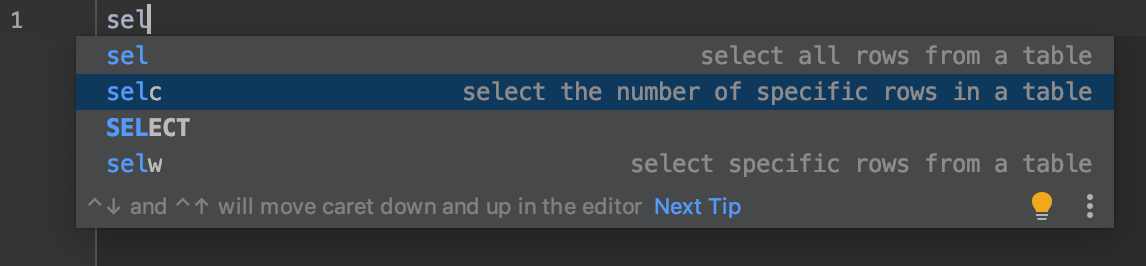 1 sel
sel select all rows from a table
selc select the number of specific rows in a table
SELECT
selw select specific rows from a table
^↓ and ^↑ will move caret down and up in the editor Next Tip